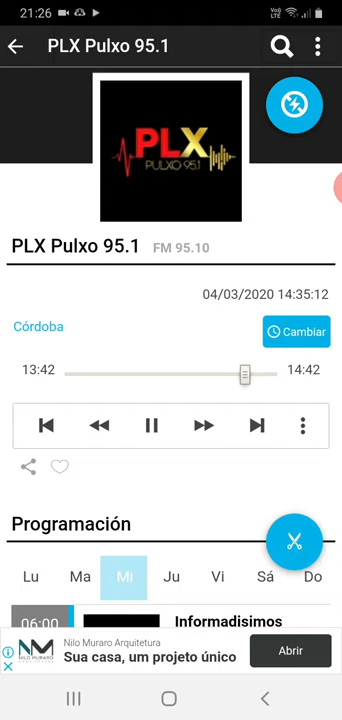 21:26
PLX Pulxo 95.1
PLX
PULXO 95.1
PLX Pulxo 95.1 FM 95.10
04/03/2020 14:35:12
Córdoba
Cambiar
13:42 14:42
Programación
Lu Ma Mi Ju Vi Sá Do
06:00 Informadisimos
NM Nilo Muraro Arquitetura
Sua casa, um projeto único
Abrir